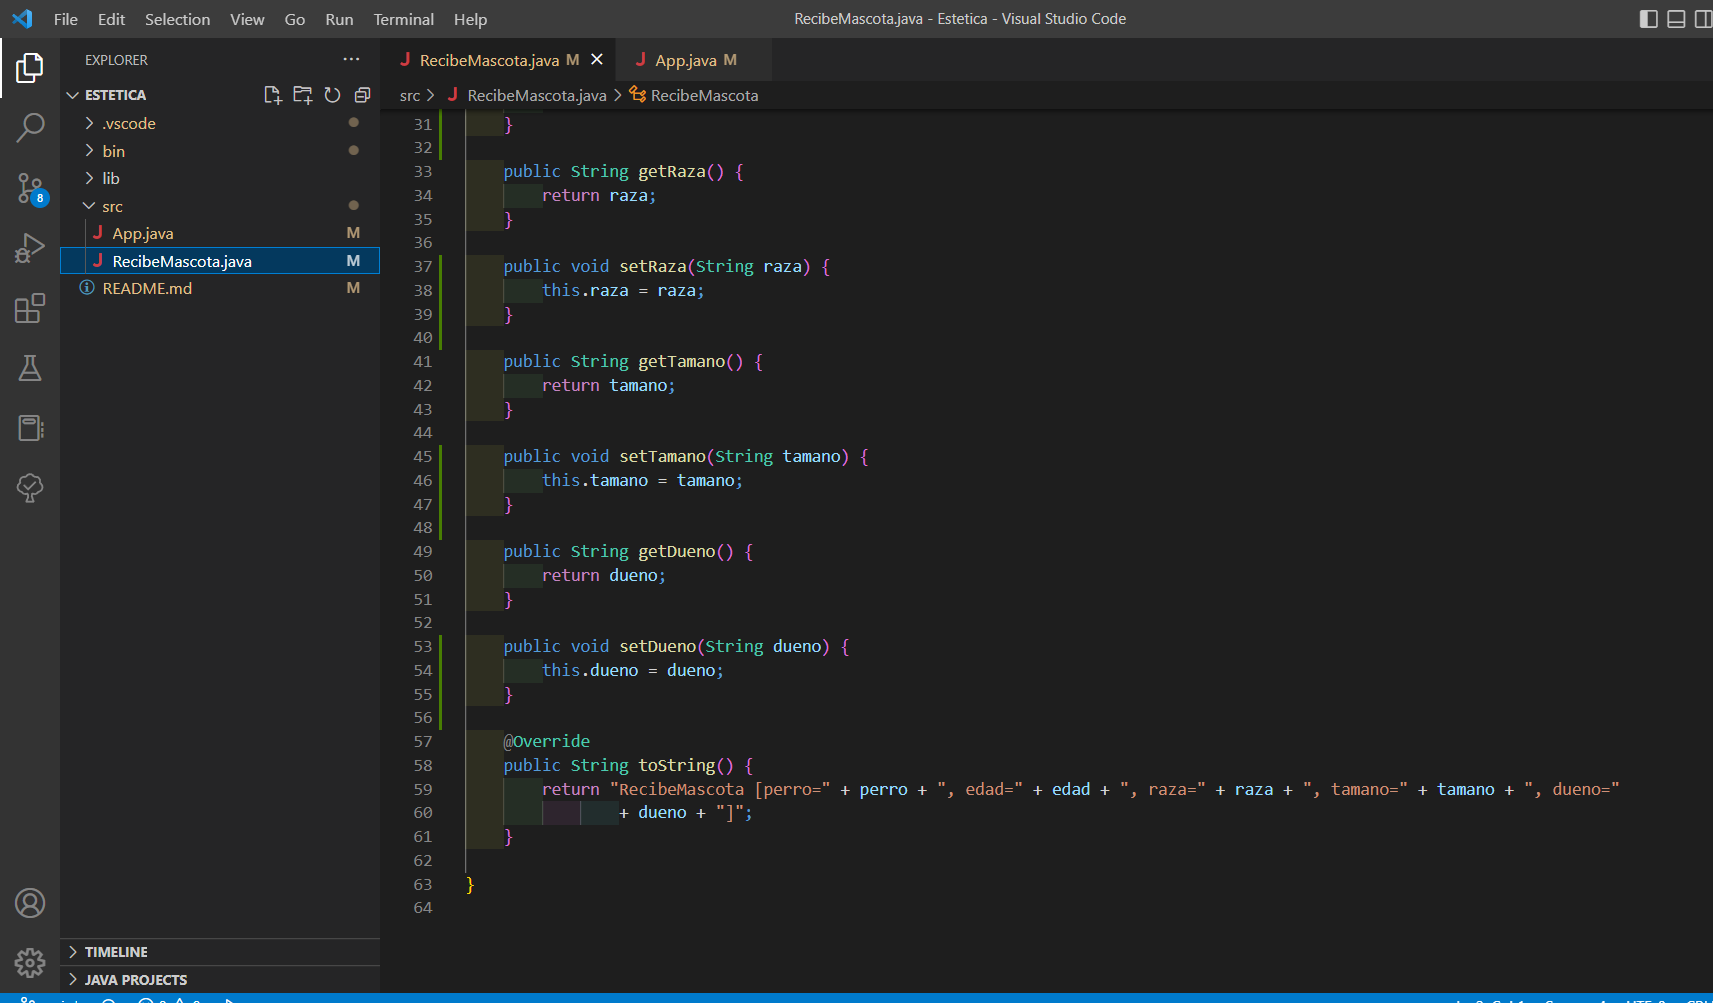 File Edit Selection View Go Run Terminal Help
RecibeMascota.java - Estetica - Visual Studio Code
EXPLORER
ESTETICA
.vscode
bin
lib
src
App.java M
RecibeMascota.java M
README.md M
8
TIMELINE
JAVA PROJECTS
RecibeMascota.java M
App.java M
src > RecibeMascota.java > RecibeMascota
31 }
32
33 public String getRaza() {
34 return raza;
35 }
36
37 public void setRaza(String raza) {
38 this.raza = raza;
39 }
40
41 public String getTamano() {
42 return tamano;
43 }
44
45 public void setTamano(String tamano) {
46 this.tamano = tamano;
47 }
48
49 public String getDueno() {
50 return dueno;
51 }
52
53 public void setDueno(String dueno) {
54 this.dueno = dueno;
55 }
56
57 @Override
58 public String toString() {
59 return "RecibeMascota [perro=" + perro + ", edad=" + edad + ", raza=" + raza + ", tamano=" + tamano + ", dueno="
60 + dueno + "]";
61 }
62
63 }
64